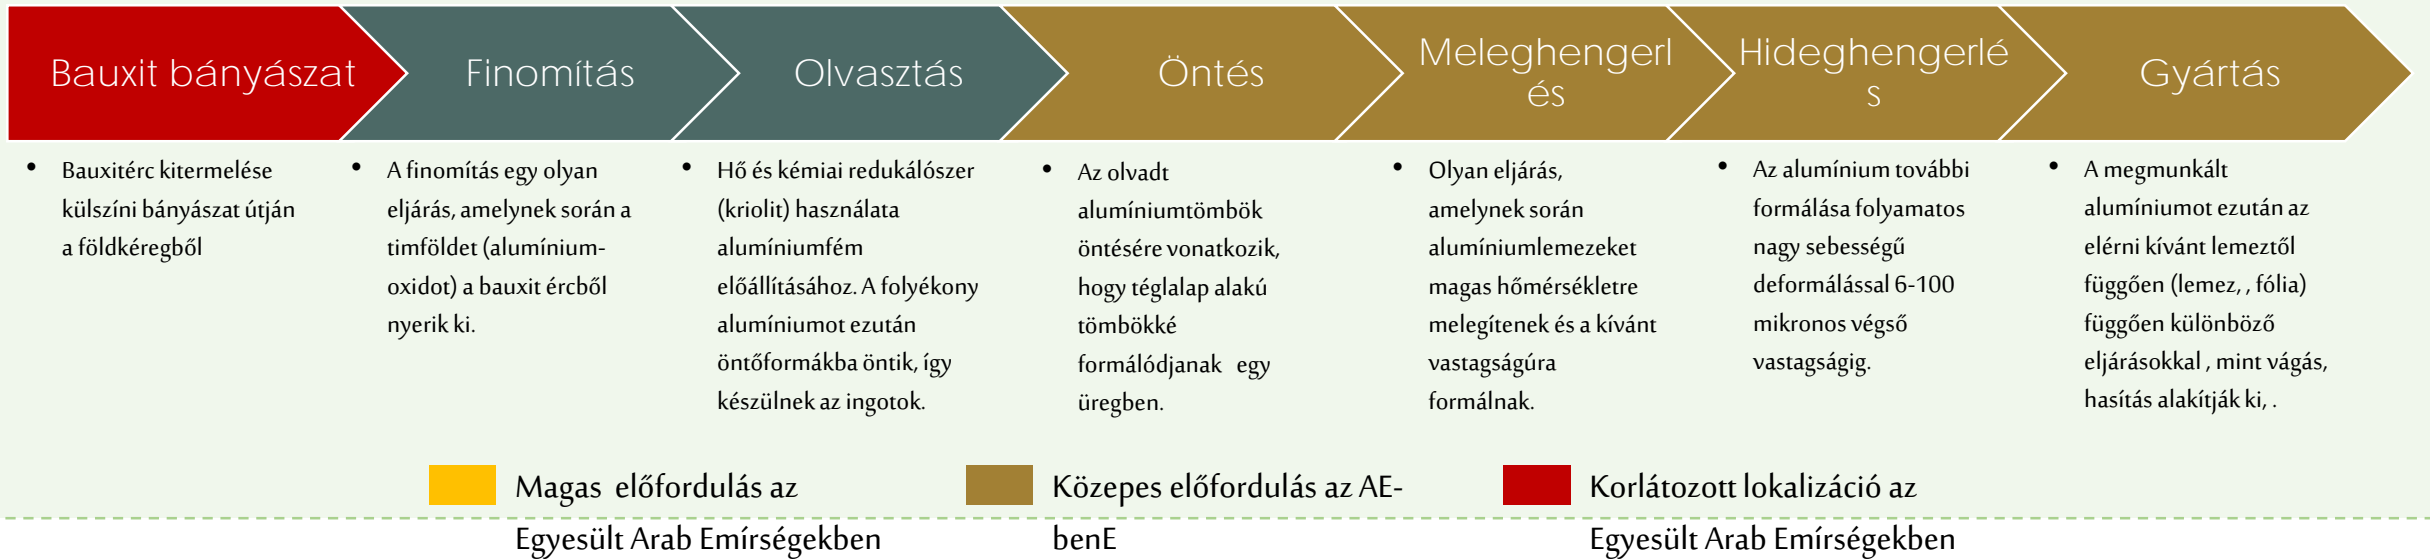 Bauxit bányászat
Finomítás
Olvasztás
Öntés
Meleghengerl
és
Hideghengerlé
s
Gyártás
• Bauxitérc kitermelése
külszíni bányászat útján
a földkéregből
• A finomítás egy olyan
eljárás, amelynek során a
timföldet (alumínium-
oxidot) a bauxit ércből
nyerik ki.
• Hő és kémiai redukálószer
(kriolit) használata
alumíniumfém
előállításához. A folyékony
alumíniumot ezután
öntőformákba öntik, így
készülnek az ingotok.
• Az olvadt
alumíniumtömbök
öntésére vonatkozik,
hogy téglalap alakú
tömbökké
formálódjanak egy
üregben.
• Olyan eljárás,
amelynek során
alumíniumlemezeket
magas hőmérsékletre
melegítenek és a kívánt
vastagságúra
formálnak.
• Az alumínium további
formálása folyamatos
nagy sebességű
deformálással 6-100
mikronos végső
vastagságig.
• A megmunkált
alumíniumot ezután az
elérni kívánt lemeztől
függően (lemez, , fólia)
függően különböző
eljárásokkal , mint vágás,
hasítás alakítják ki, .
Magas előfordulás az
Egyesült Arab Emírségekben
Közepes előfordulás az AE-
benE
Korlátozott lokalizáció az
Egyesült Arab Emírségekben